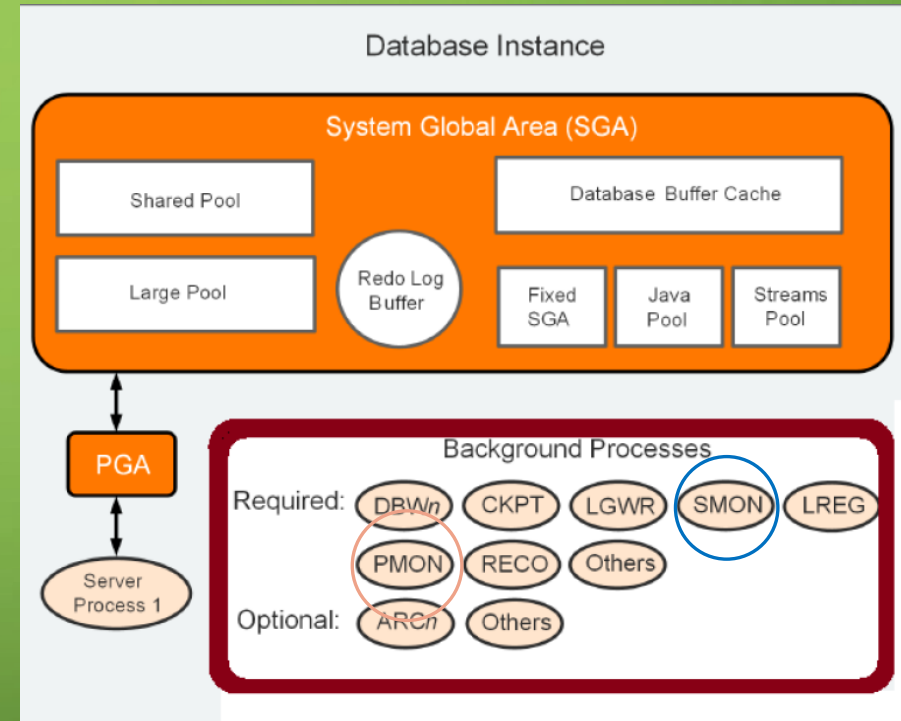 Database Instance
System Global Area (SGA)
Shared Pool
Database Buffer Cache
Large Pool
Redo Log
Buffer
Fixed
SGA
Java
Pool
Streams
Pool
PGA
Server
Process 1
Background Processes
Required: DBWn CKPT LGWR SMON LREG
PMON RECO Others
Optional: ARCn Others